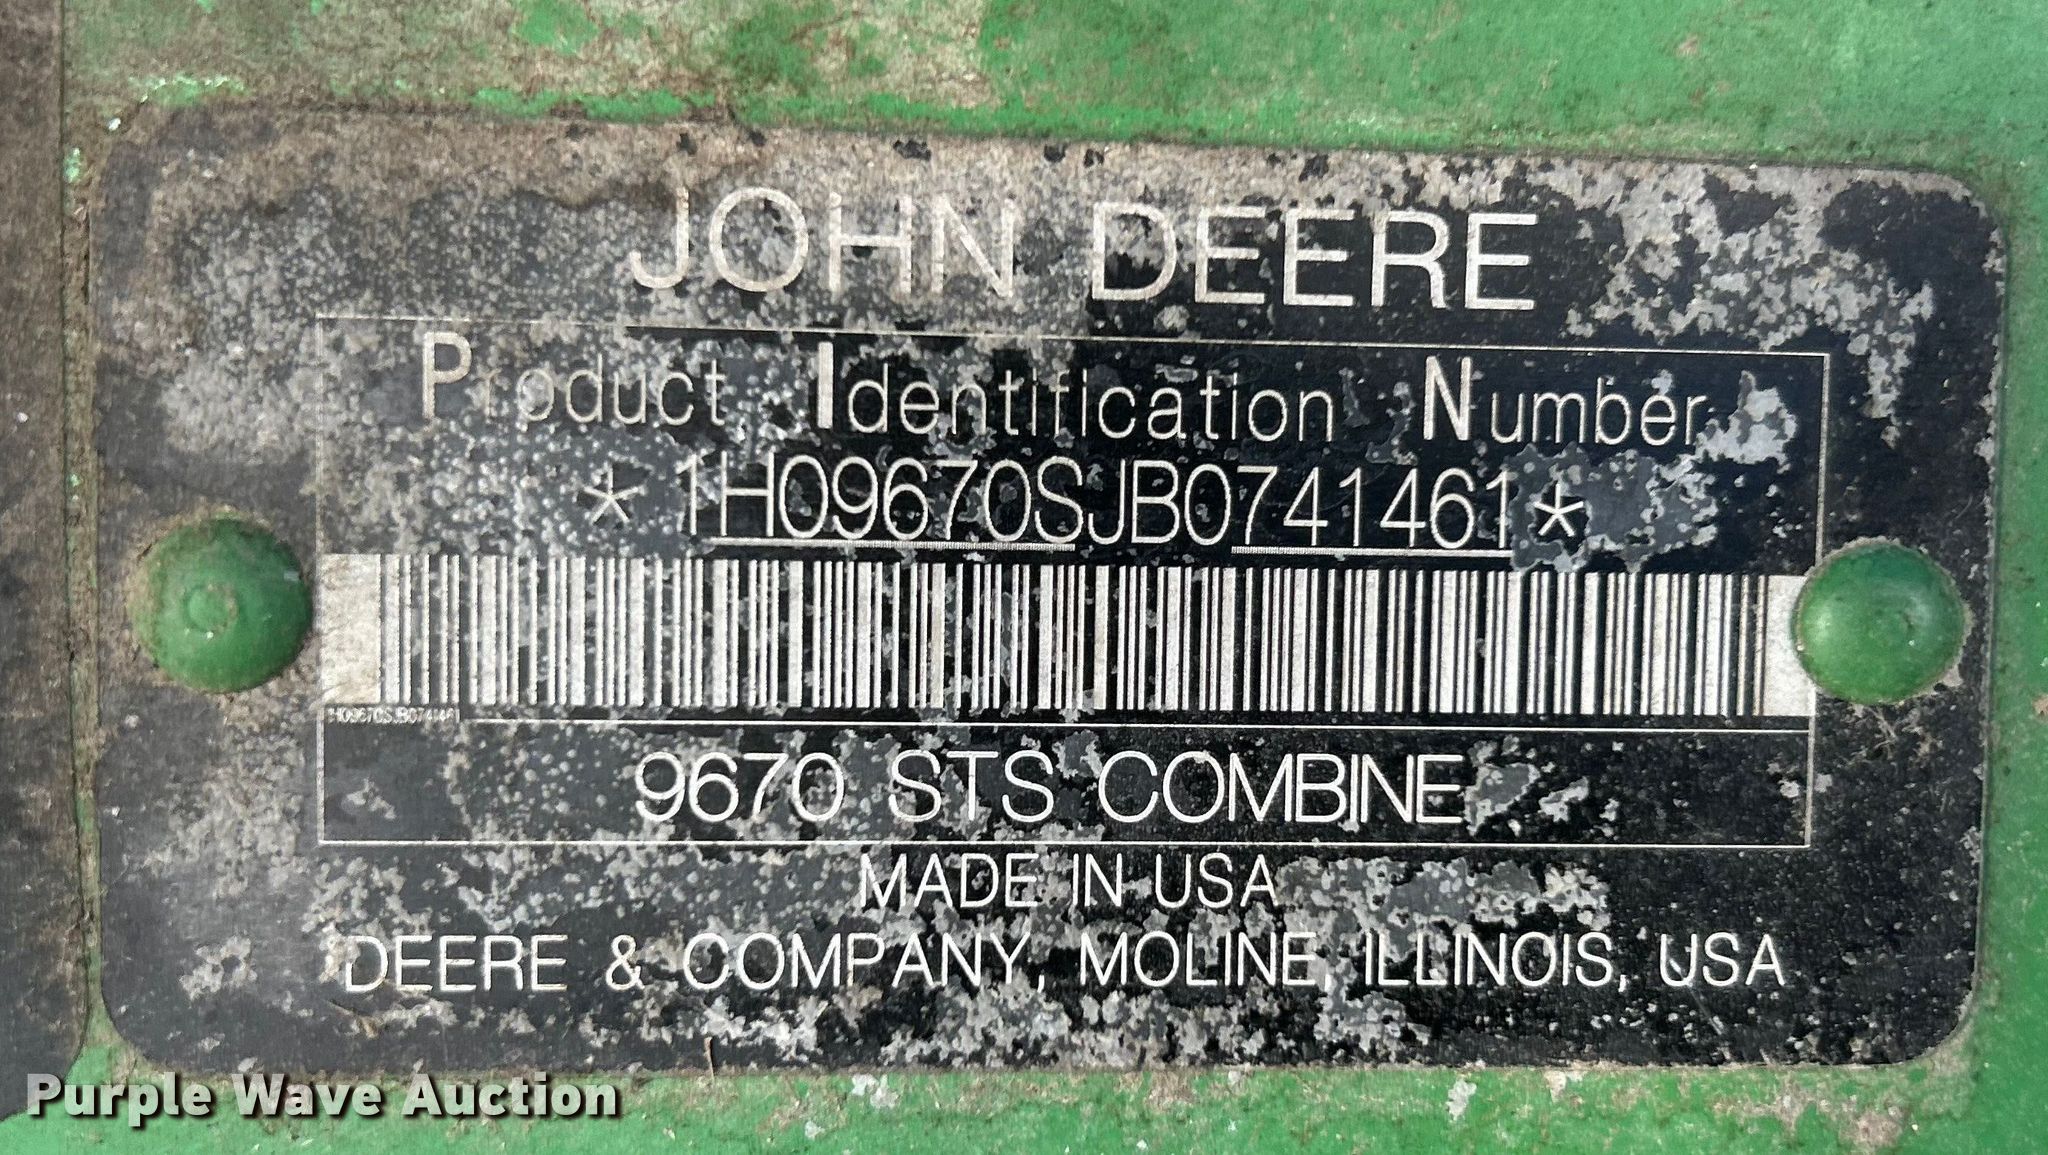 JOHN DEERE
Product Identification Number
*1H09670SJB0741461*
1H09670SJB0741461
9670 STS COMBINE
MADE IN USA
DEERE & COMPANY, MOLINE, ILLINOIS, USA
Purple Wave Auction